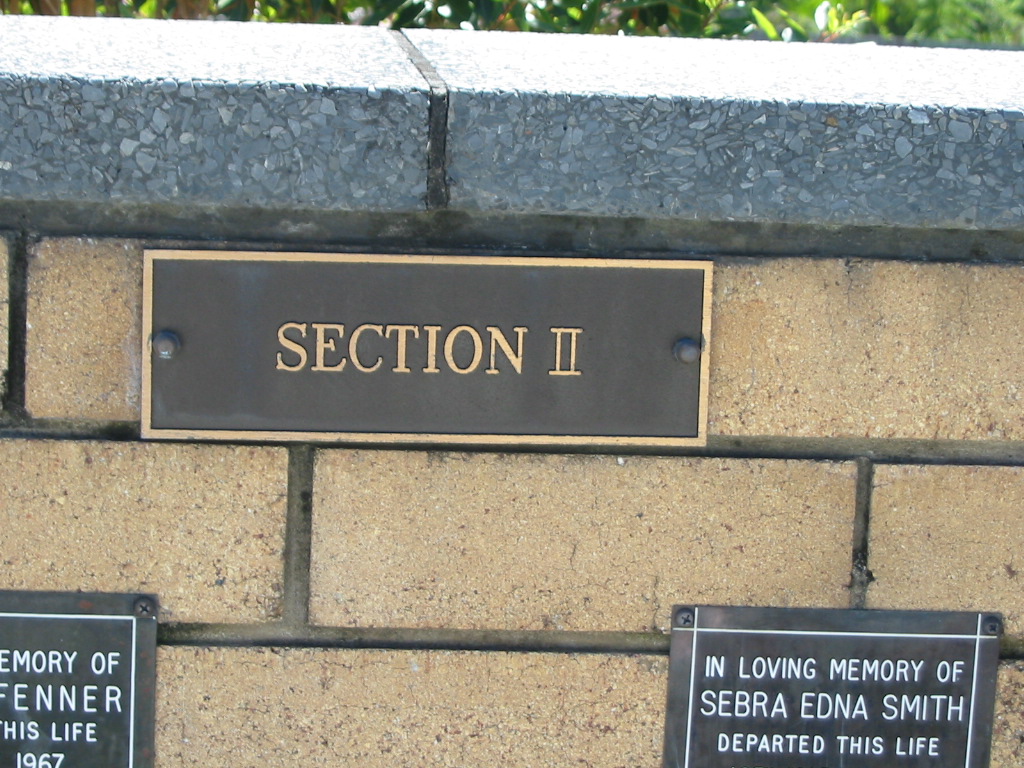 SECTION II
EMORY OF
FENNER
THIS LIFE
1967
IN LOVING MEMORY OF
SEBRA EDNA SMITH
DEPARTED THIS LIFE